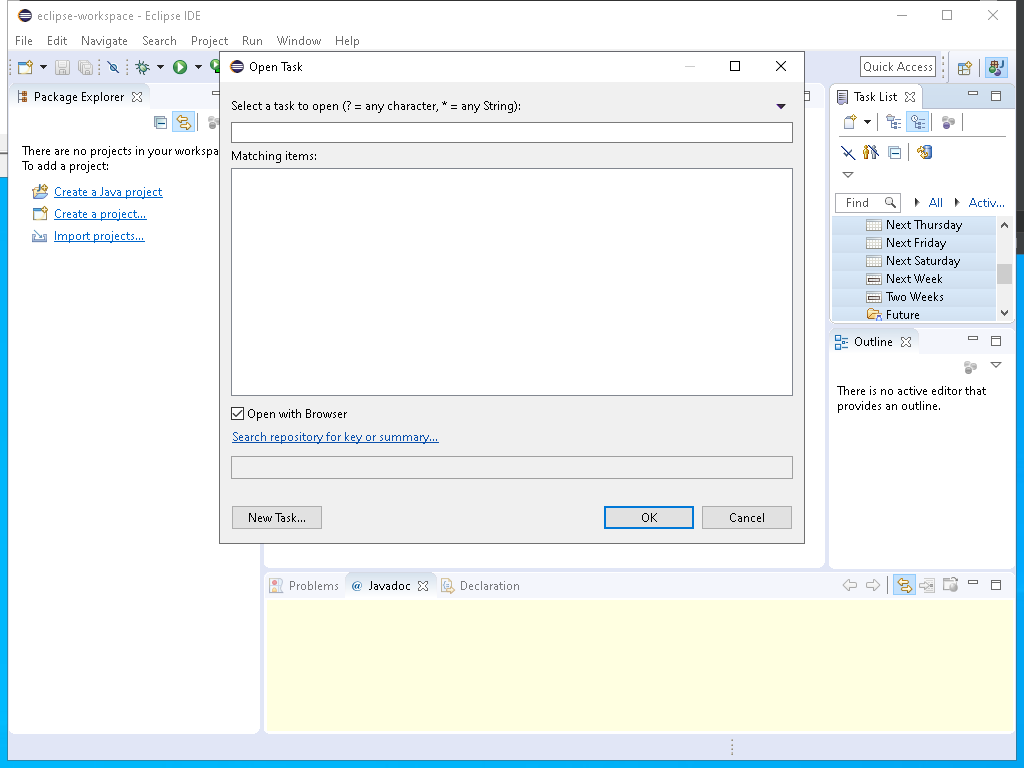 eclipse-workspace - Eclipse IDE
File Edit Navigate Search Project Run Window Help
Quick Access
Package Explorer
There are no projects in your workspa
To add a project:
Create a Java project
Create a project...
Import projects...
Open Task
Select a task to open (? = any character, * = any String):
Matching items:
Open with Browser
Search repository for key or summary...
New Task...
OK
Cancel
Task List
Find
All
Activ...
Next Thursday
Next Friday
Next Saturday
Next Week
Two Weeks
Future
Outline
There is no active editor that
provides an outline.
Problems
@ Javadoc
Declaration